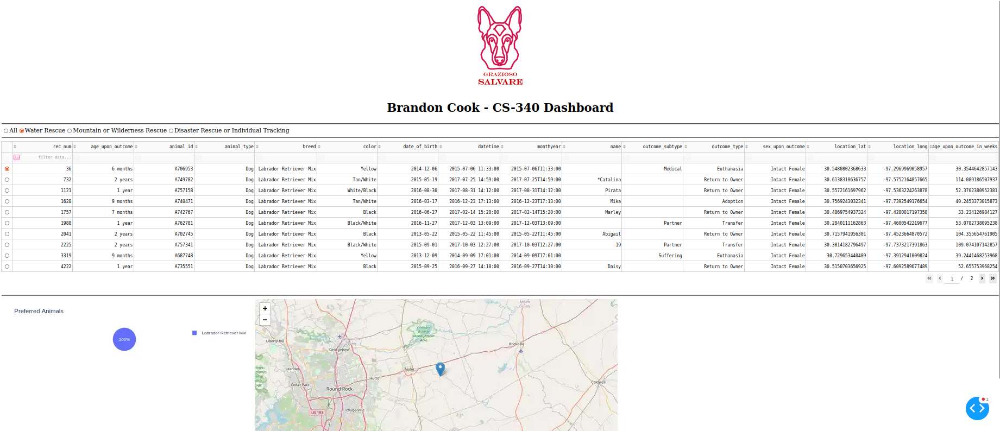 GRAZIOSO
SALVARE
Brandon Cook - CS-340 Dashboard
All Water Rescue Mountain or Wilderness Rescue Disaster Rescue or Individual Tracking
rec_num age_upon_outcome animal_id animal_type breed color date_of_birth datetime monthyear name outcome_subtype outcome_type sex_upon_outcome location_lat location_long age_upon_outcome_in_weeks
Aa filter data...
36 6 months A706953 Dog Labrador Retriever Mix Yellow 2014-12-06 2015-07-06 11:33:00 2015-07-06T11:33:00 Medical Euthanasia Intact Female 30.5480802368633 -97.2969969058957 30.3544642857143
732 2 years A749782 Dog Labrador Retriever Mix Tan/White 2015-05-19 2017-07-25 14:59:00 2017-07-25T14:59:00 *Catalina Return to Owner Intact Female 30.6138310636757 -97.5752164857665 114.089186507937
1121 1 year A757158 Dog Labrador Retriever Mix White/Black 2016-08-30 2017-08-31 14:12:00 2017-08-31T14:12:00 Pirata Return to Owner Intact Female 30.5572161697962 -97.5363224263878 52.3702380952381
1628 9 months A740471 Dog Labrador Retriever Mix Tan/White 2016-03-17 2016-12-23 17:13:00 2016-12-23T17:13:00 Mika Adoption Intact Female 30.7569243032341 -97.7392549176654 40.2453373015873
1757 7 months A742767 Dog Labrador Retriever Mix Black 2016-06-27 2017-02-14 15:20:00 2017-02-14T15:20:00 Marley Return to Owner Intact Female 30.4869754937324 -97.4280017197358 33.234126984127
1988 1 year A762781 Dog Labrador Retriever Mix Black/White 2016-11-27 2017-12-03 13:09:00 2017-12-03T13:09:00 Partner Transfer Intact Female 30.2840111162863 -97.4600542219677 53.0782738095238
2041 2 years A702745 Dog Labrador Retriever Mix Black 2013-05-22 2015-05-22 11:45:00 2015-05-22T11:45:00 Abigail Return to Owner Intact Female 30.7157941956301 -97.4523664870572 104.355654761905
2225 2 years A757341 Dog Labrador Retriever Mix Black/White 2015-09-01 2017-10-03 12:27:00 2017-10-03T12:27:00 19 Partner Transfer Intact Female 30.3814182796497 -97.7373217391863 109.074107142857
3319 9 months A687748 Dog Labrador Retriever Mix Yellow 2013-12-09 2014-09-09 17:01:00 2014-09-09T17:01:00 Suffering Euthanasia Intact Female 30.729653440489 -97.3912941009824 39.2441468253968
4222 1 year A735551 Dog Labrador Retriever Mix Black 2015-09-25 2016-09-27 14:10:00 2016-09-27T14:10:00 Daisy Return to Owner Intact Female 30.5150703656925 -97.6092589677489 52.655753968254
« ‹ 1 / 2 › »
Preferred Animals
100%
Labrador Retriever Mix
+
−
Milam
County
Granger
Wildlife
Management
Area
Liberty Hill
Williamson
County
Georgetown
Rockdale
Leander
Taylor
Hutto
Cedar Park
Round Rock
Caldwell
Pflugerville
US 183
2